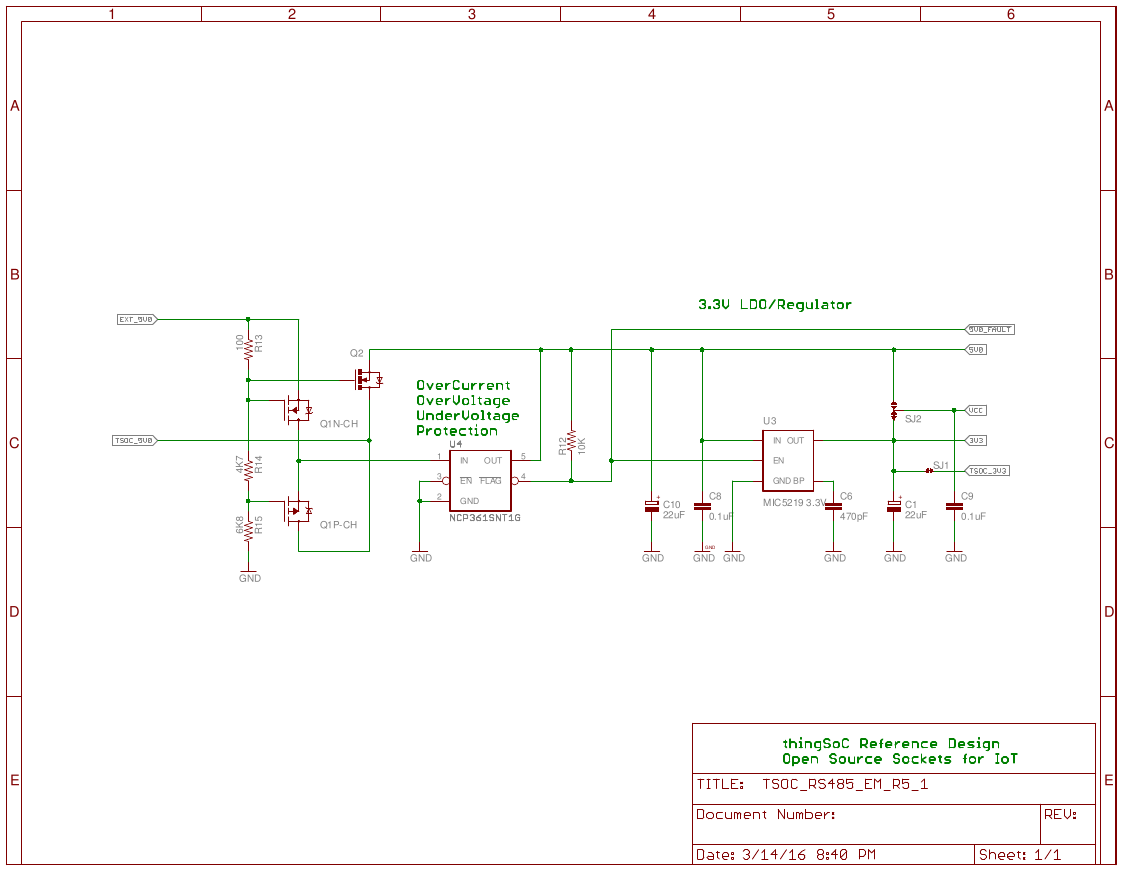 1 2 3 4 5 6
A A
B B
3.3V LDO/Regulator
EXT_5V0
5V0_FAULT
100
R13
5V0
Q2
OverCurrent
OverVoltage
UnderVoltage
Protection
Q1N-CH
VCC
SJ2
U3
C C
TSOC_5V0
U4
R12
10K
IN OUT
3V3
1 IN OUT 5
EN
4K7
R14
SJ1
TSOC_3V3
3 EN FLAG 4
GND BP
2 GND
NCP361SNT1G
MIC5219 3.3V
6K8
R15
Q1P-CH
C10
22uF
C8
0.1uF
C6
470pF
C1
22uF
C9
0.1uF
GND
GND GND GND GND GND GND GND
GND
D D
thingSoC Reference Design
Open Source Sockets for IoT
E E
TITLE: TSOC_RS485_EM_R5_1
Document Number:
REV:
Date: 3/14/16 8:40 PM
Sheet: 1/1